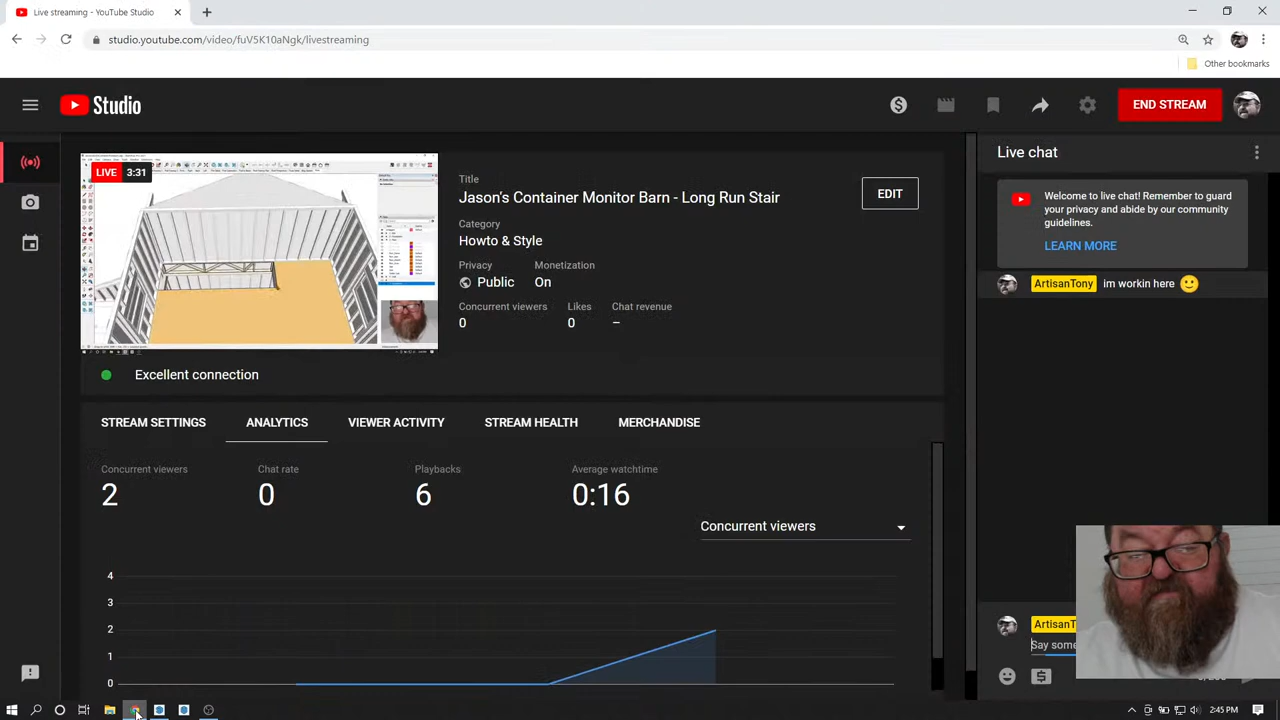 Live streaming - YouTube Studio
studio.youtube.com/video/fuV5K10aNgk/livestreaming
Other bookmarks
Studio
END STREAM
LIVE 3:31
Title
Jason's Container Monitor Barn - Long Run Stair
EDIT
Category
Howto & Style
Privacy Monetization
Public On
Concurrent viewers Likes Chat revenue
0 0 –
Excellent connection
STREAM SETTINGS ANALYTICS VIEWER ACTIVITY STREAM HEALTH MERCHANDISE
Concurrent viewers Chat rate Playbacks Average watchtime
2 0 6 0:16
Concurrent viewers
4
3
2
1
0
Live chat
Welcome to live chat! Remember to guard
your privacy and abide by our community
guidelines.
LEARN MORE
ArtisanTony im workin here
ArtisanT
Say some
2:45 PM